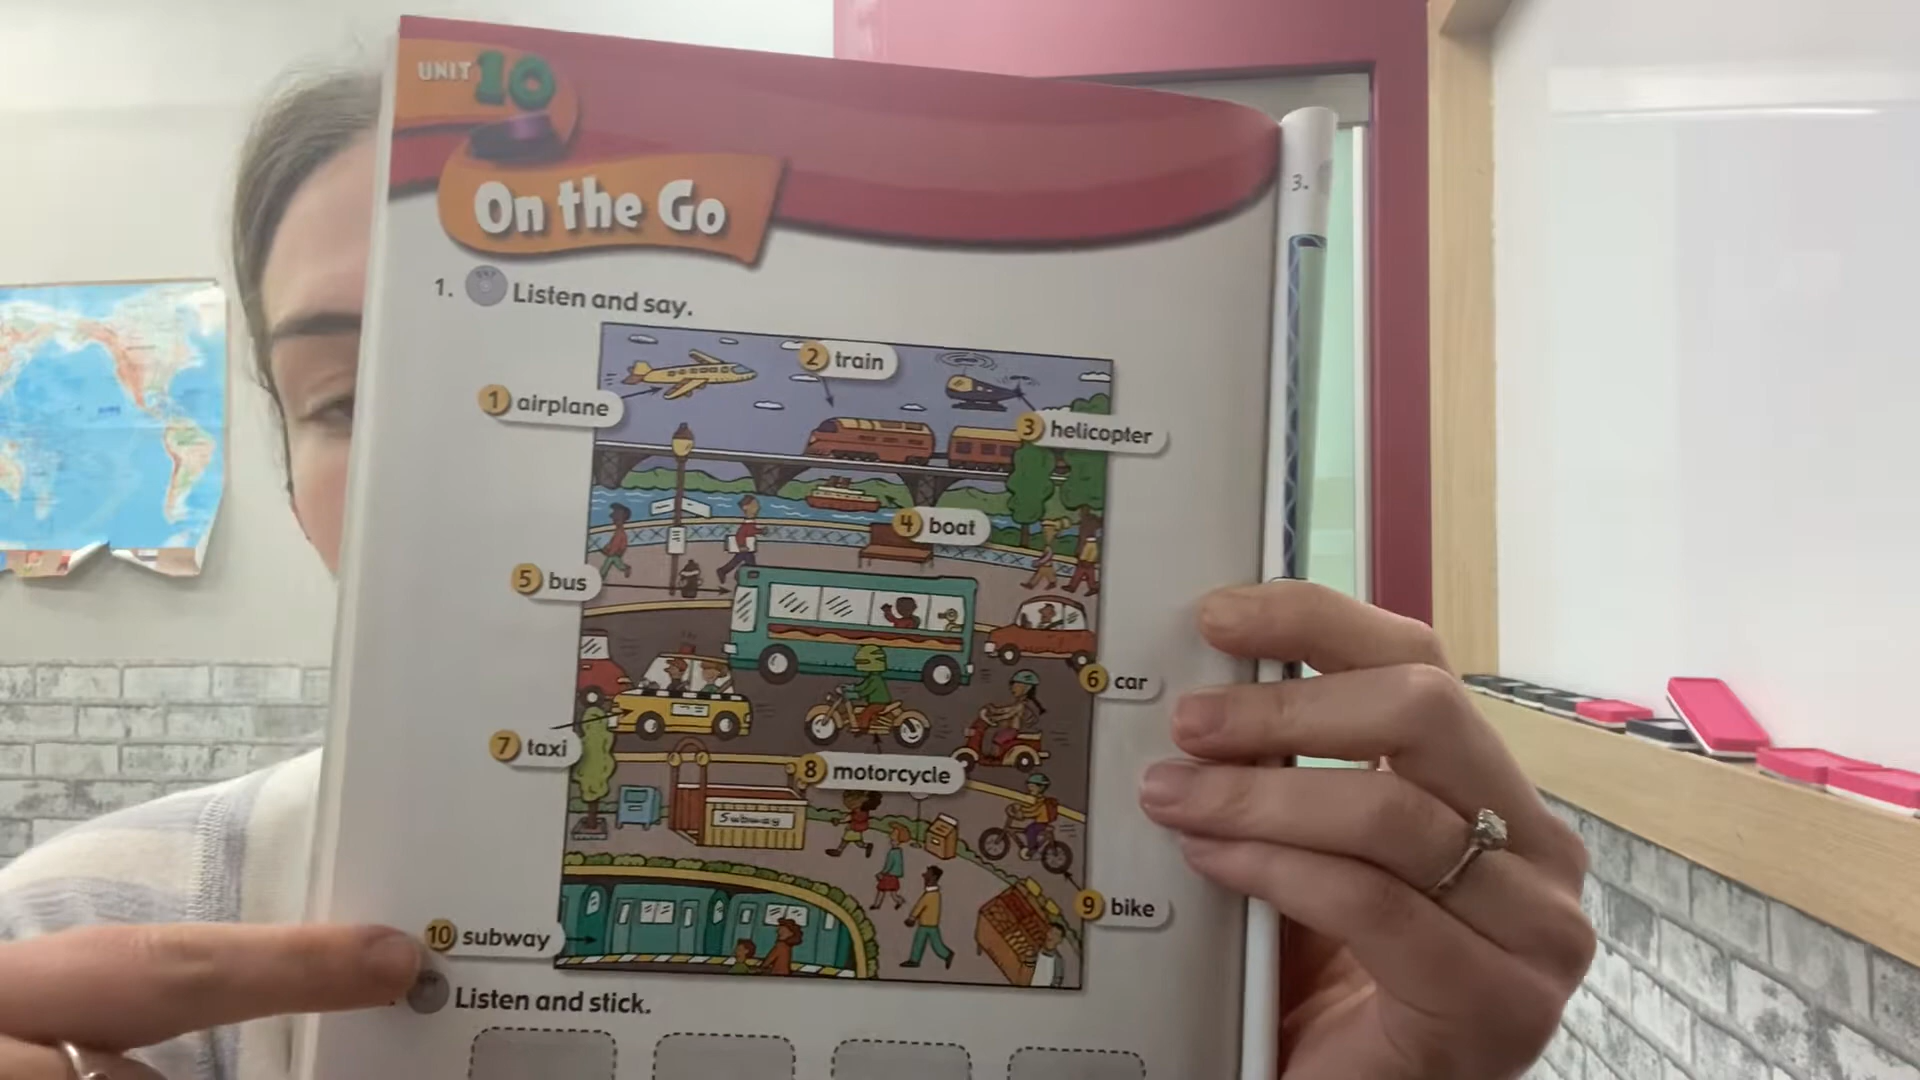 UNIT 10
On the Go
1. Listen and say.
2 train
1 airplane
3 helicopter
4 boat
5 bus
6 car
7 taxi
8 motorcycle
Subway
9 bike
10 subway
Listen and stick.
3.